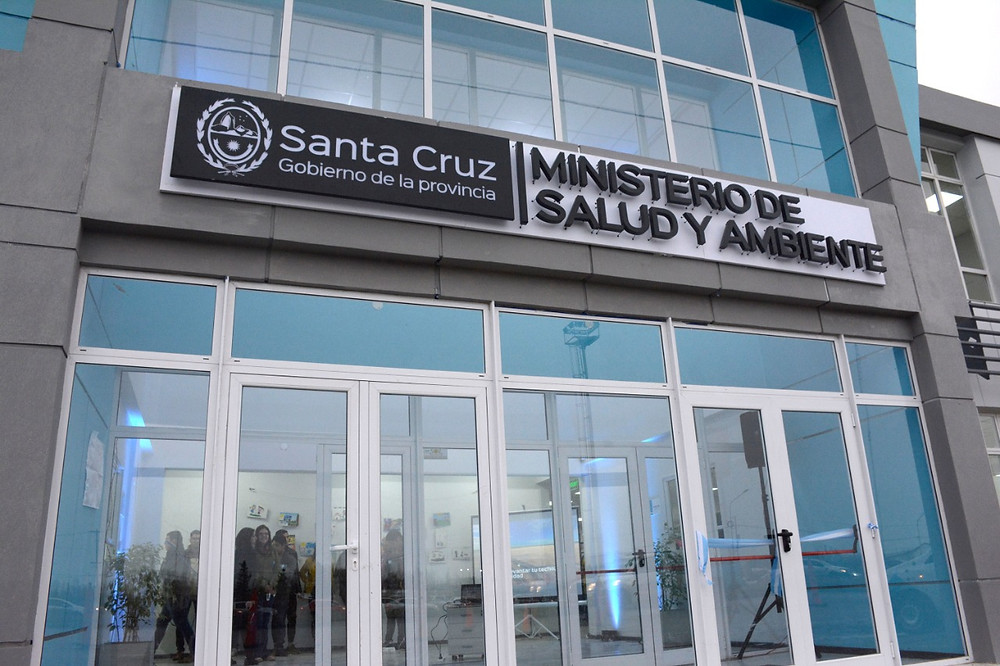 Santa Cruz
Gobierno de la provincia
MINISTERIO DE
SALUD Y AMBIENTE